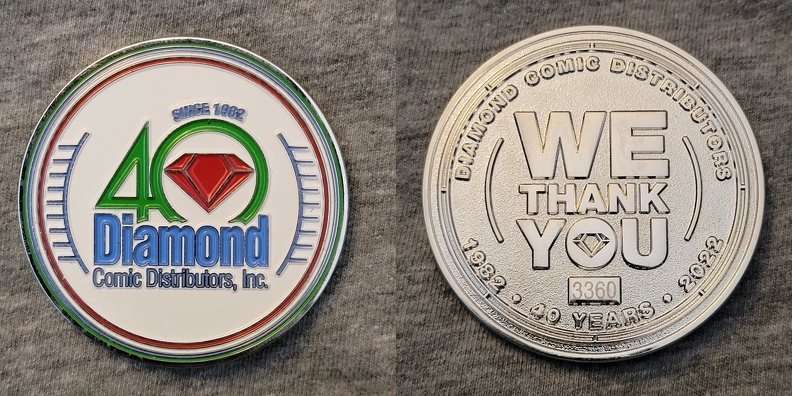 SINCE 1982
40
Diamond
Comic Distributors, Inc.
DIAMOND COMIC DISTRIBUTORS
WE
THANK
YOU
3360
1982 • 40 YEARS • 2022